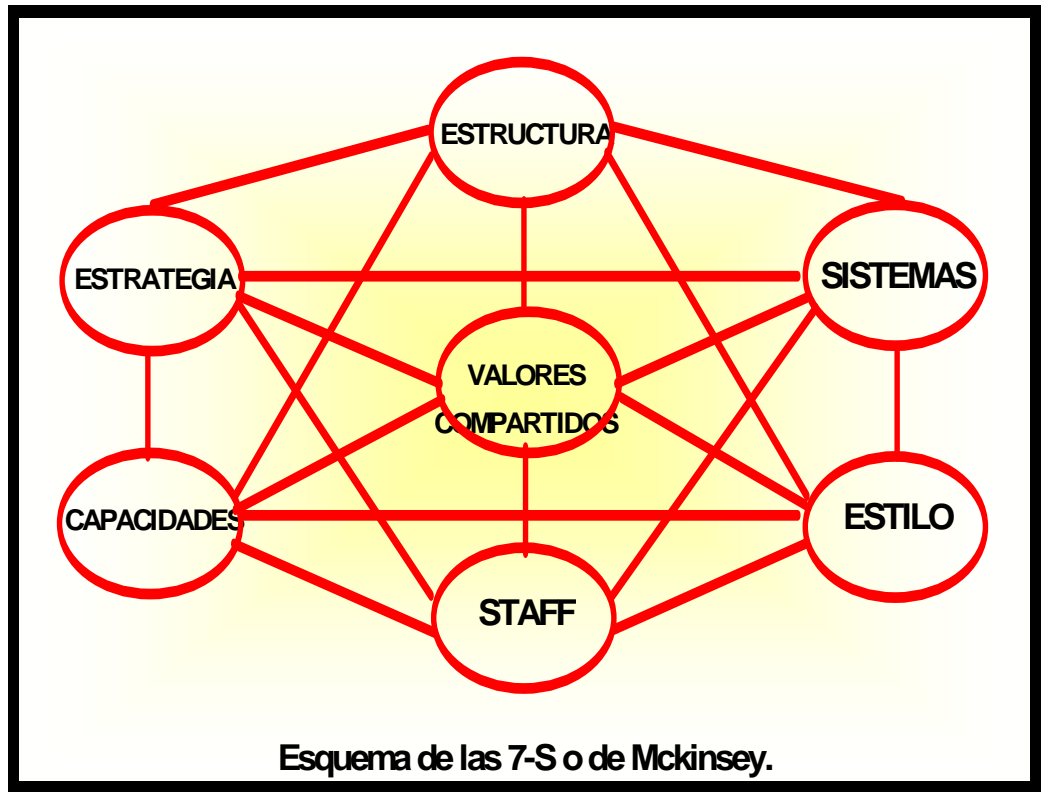 ESTRUCTURA
ESTRATEGIA
SISTEMAS
VALORES
COMPARTIDOS
CAPACIDADES
ESTILO
STAFF
Esquema de las 7-S o de Mckinsey.